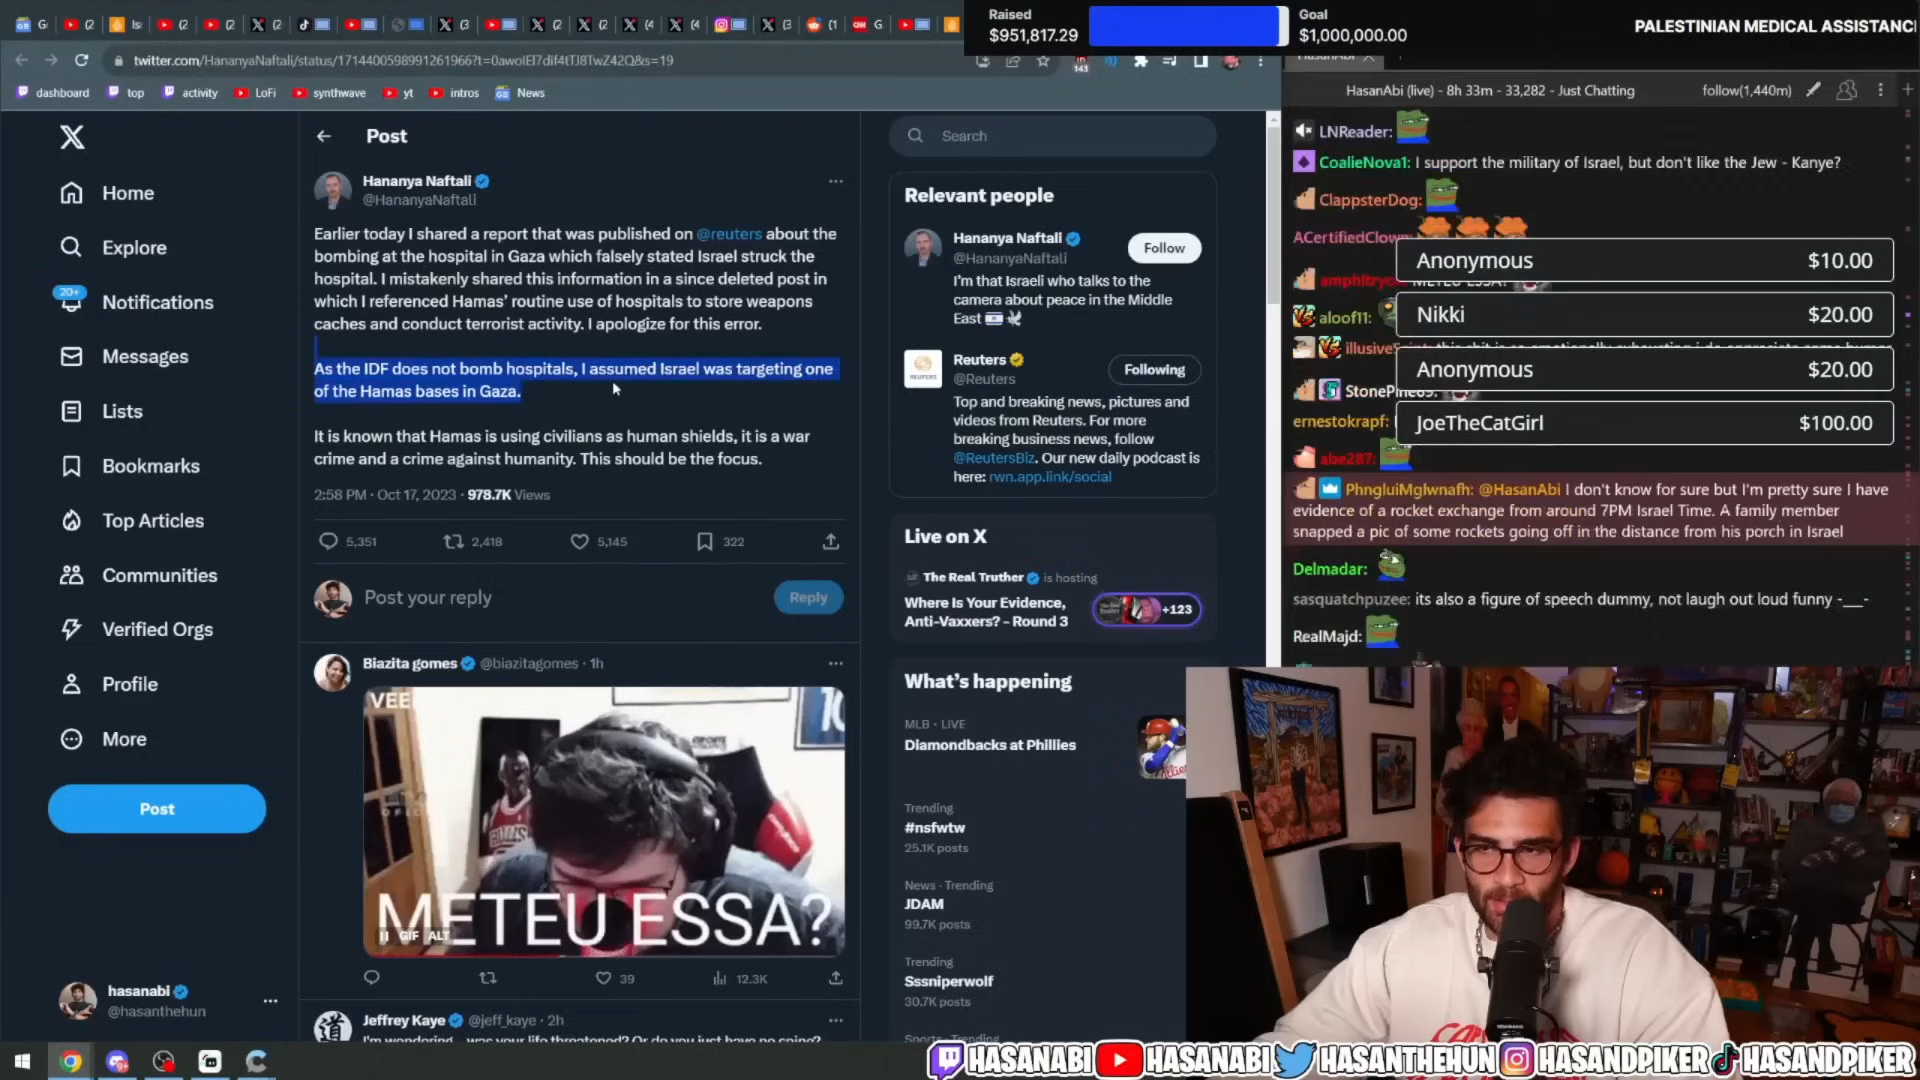 Raised
$951,817.29
Goal
$1,000,000.00
PALESTINIAN MEDICAL ASSISTANC
twitter.com/HananyaNaftali/status/1714400598991261966?t=0awolEl7dif4tTJ8TwZ42Q&s=19
143
dashboard
top
activity
LoFi
synthwave
yt
intros
News
HasanAbi (live) - 8h 33m - 33,282 - Just Chatting
follow(1,440m)
Home
Explore
20+
Notifications
Messages
Lists
Bookmarks
Top Articles
Communities
Verified Orgs
Profile
More
Post
hasanabi
@hasanthehun
Post
Hananya Naftali
@HananyaNaftali
Earlier today I shared a report that was published on @reuters about the
bombing at the hospital in Gaza which falsely stated Israel struck the
hospital. I mistakenly shared this information in a since deleted post in
which I referenced Hamas' routine use of hospitals to store weapons
caches and conduct terrorist activity. I apologize for this error.
As the IDF does not bomb hospitals, I assumed Israel was targeting one
of the Hamas bases in Gaza.
It is known that Hamas is using civilians as human shields, it is a war
crime and a crime against humanity. This should be the focus.
2:58 PM · Oct 17, 2023 · 978.7K Views
5,351
2,418
5,145
322
Post your reply
Reply
Biazita gomes @biazitagomes · 1h
METEU ESSA?
GIF ALT
39
12.3K
Jeffrey Kaye @jeff_kaye · 2h
I'm wondering... was your life threatened? Or do you just have no spine?
Search
Relevant people
Hananya Naftali
@HananyaNaftali
Follow
I'm that Israeli who talks to the
camera about peace in the Middle
East
Reuters
@Reuters
Following
Top and breaking news, pictures and
videos from Reuters. For more
breaking business news, follow
@ReutersBiz. Our new daily podcast is
here: rwn.app.link/social
Live on X
The Real Truther is hosting
Where Is Your Evidence,
Anti-Vaxxers? - Round 3
+123
What's happening
MLB · LIVE
Diamondbacks at Phillies
Trending
#nsfwtw
25.1K posts
News · Trending
JDAM
99.7K posts
Trending
Sssniperwolf
30.7K posts
Sports · Trending
LNReader:
CoalieNova1: I support the military of Israel, but don't like the Jew - Kanye?
ClappsterDog:
ACertifiedClown:
Anonymous $10.00
aloof11:
Nikki $20.00
Anonymous $20.00
ernestokrapf:
JoeTheCatGirl $100.00
abe287:
PhngluiMglwnafh: @HasanAbi I don't know for sure but I'm pretty sure I have
evidence of a rocket exchange from around 7PM Israel Time. A family member
snapped a pic of some rockets going off in the distance from his porch in Israel
Delmadar:
sasquatchpuzee: its also a figure of speech dummy, not laugh out loud funny -___-
RealMajd:
HASANABI
HASANABI
HASANTHEHUN
HASANDPIKER
HASANDPIKER